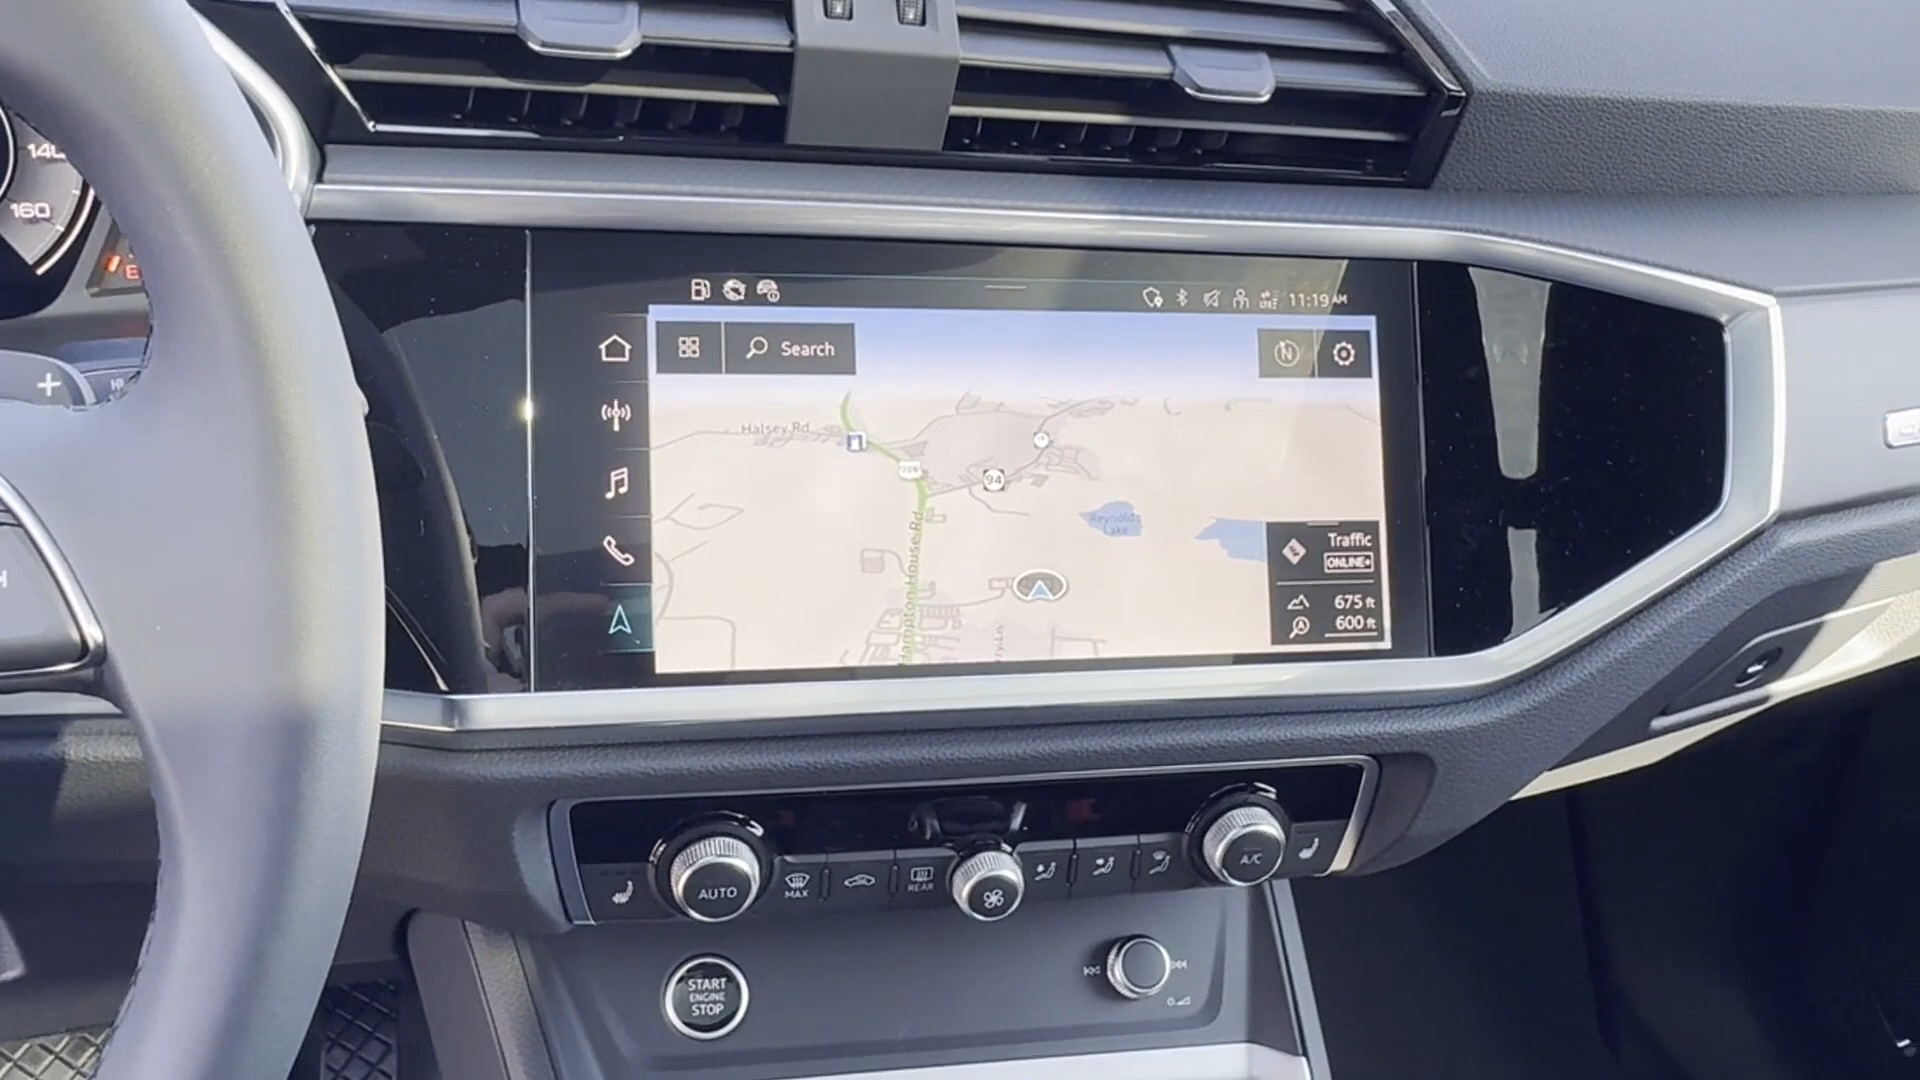 140
160
11:19 AM
Search
N
Halsey Rd
206
94
Hampton House Rd
Reynolds
Lake
Traffic
ONLINE+
675 ft
600 ft
AUTO
MAX
REAR
A/C
START
ENGINE
STOP